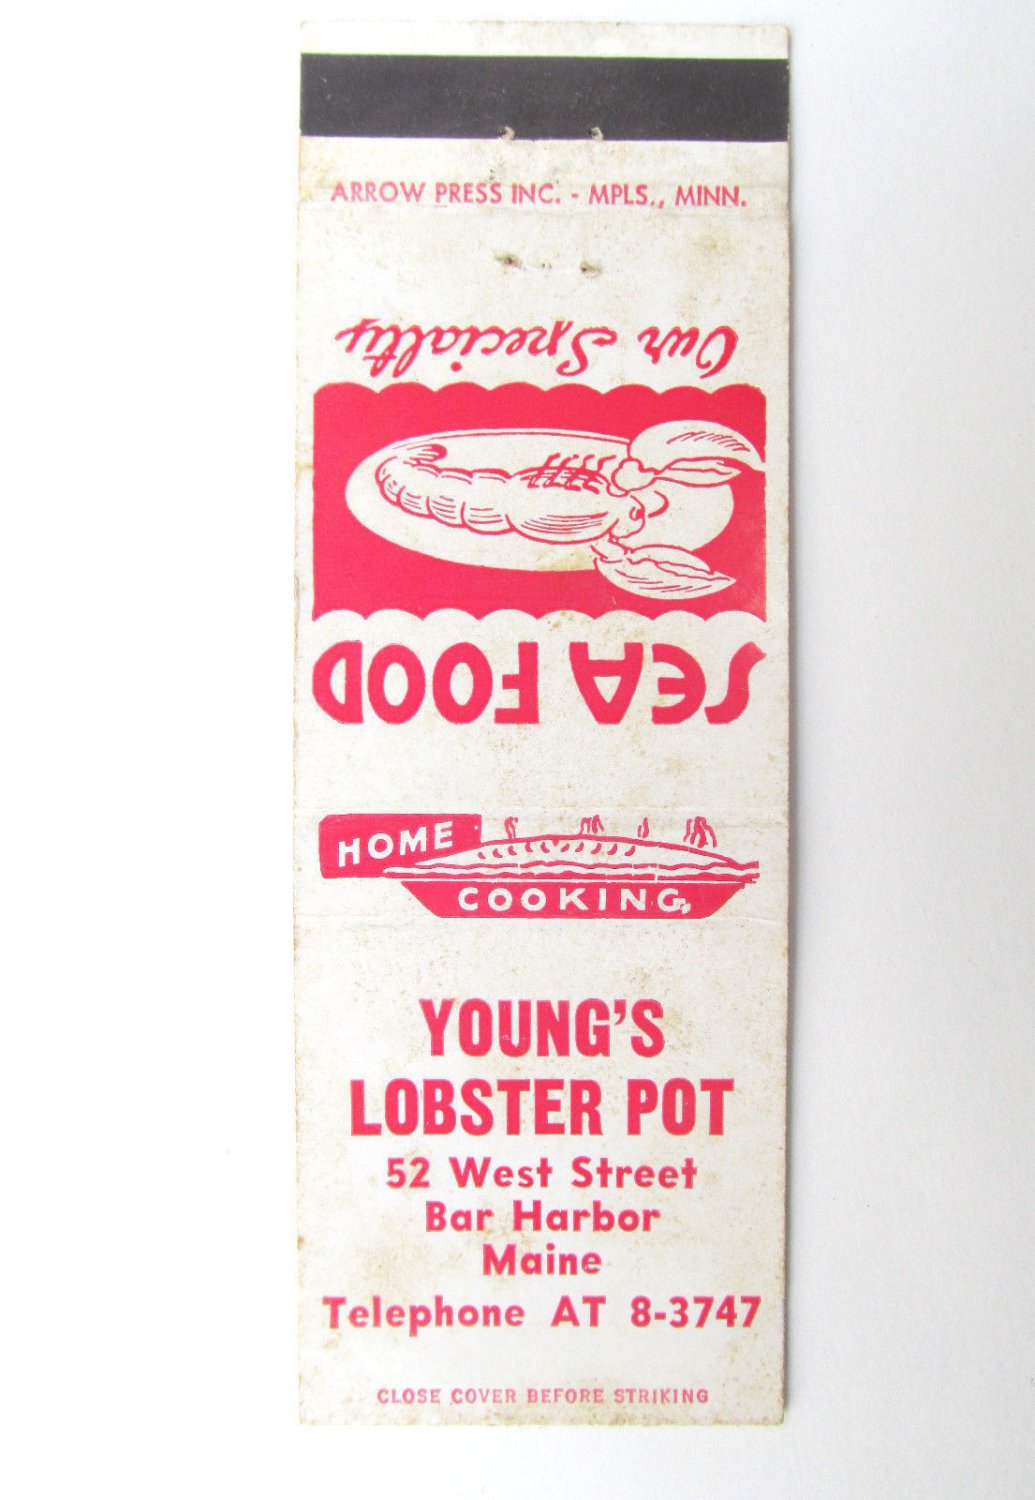 ARROW PRESS INC. - MPLS., MINN.
Our Specialty
SEA FOOD
HOME
COOKING
YOUNG'S
LOBSTER POT
52 West Street
Bar Harbor
Maine
Telephone AT 8-3747
CLOSE COVER BEFORE STRIKING